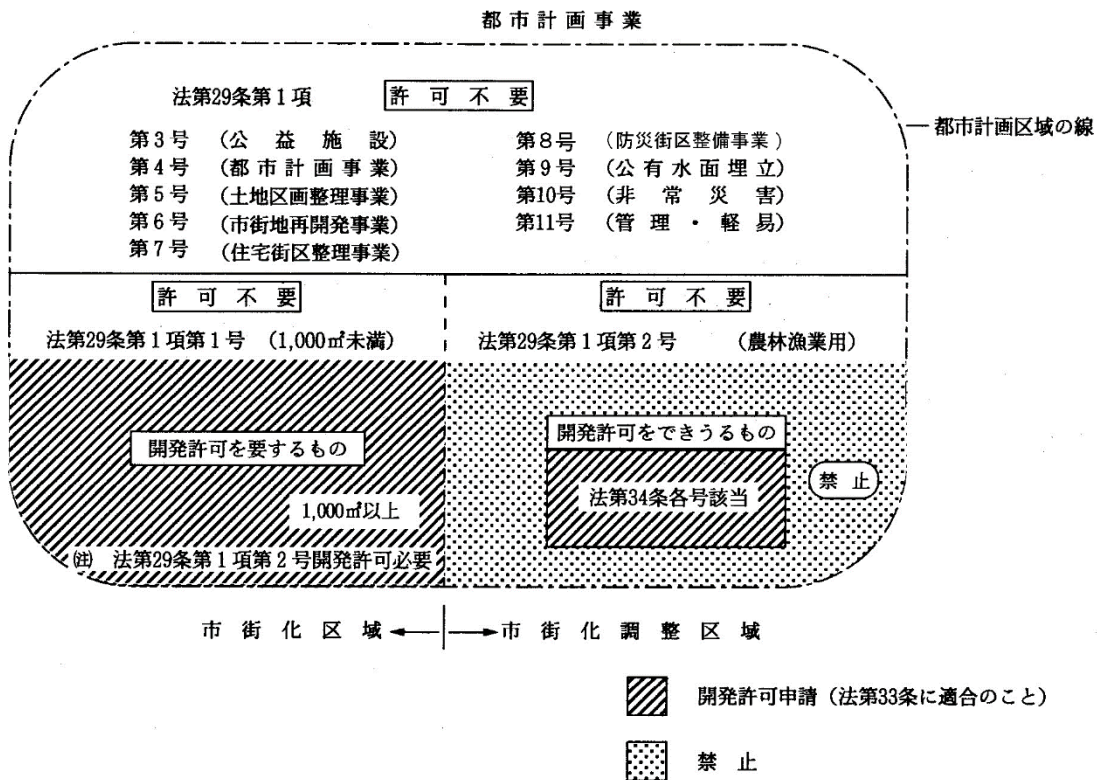 都市計画事業
法第29条第1項 許可不要
都市計画区域の線
第3号 (公益施設)
第4号 (都市計画事業)
第5号 (土地区画整理事業)
第6号 (市街地再開発事業)
第7号 (住宅街区整理事業)
第8号 (防災街区整備事業)
第9号 (公有水面埋立)
第10号 (非常災害)
第11号 (管理・軽易)
許可不要
法第29条第1項第1号 (1,000㎡未満)
開発許可を要するもの
1,000㎡以上
㊟ 法第29条第1項第2号開発許可必要
許可不要
法第29条第1項第2号 (農林漁業用)
開発許可をできうるもの
法第34条各号該当
禁止
市街化区域 ← → 市街化調整区域
開発許可申請 (法第33条に適合のこと)
禁止